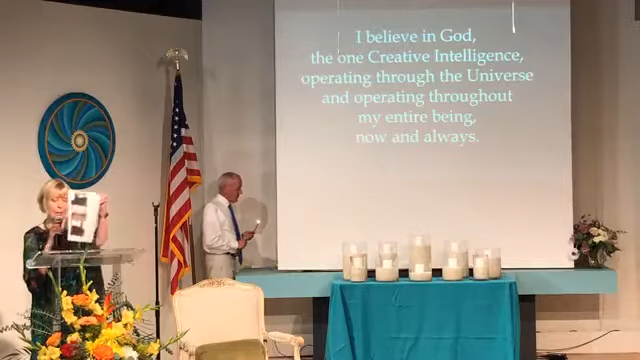 I believe in God,
the one Creative Intelligence,
operating through the Universe
and operating throughout
my entire being,
now and always.